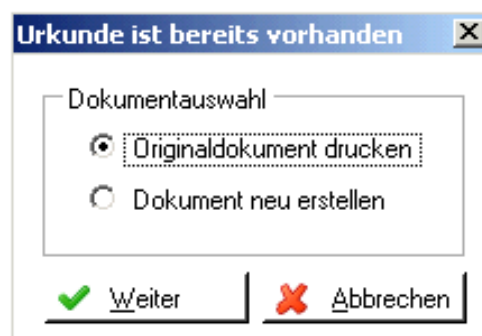 Urkunde ist bereits vorhanden
Dokumentauswahl
Originaldokument drucken
Dokument neu erstellen
Weiter Abbrechen